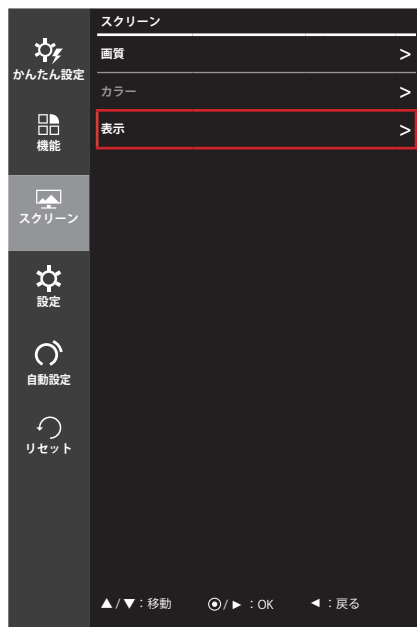 スクリーン
画質 >
カラー >
表示 >
かんたん設定
機能
スクリーン
設定
自動設定
リセット
▲/▼:移動 ◉/►:OK ◄:戻る